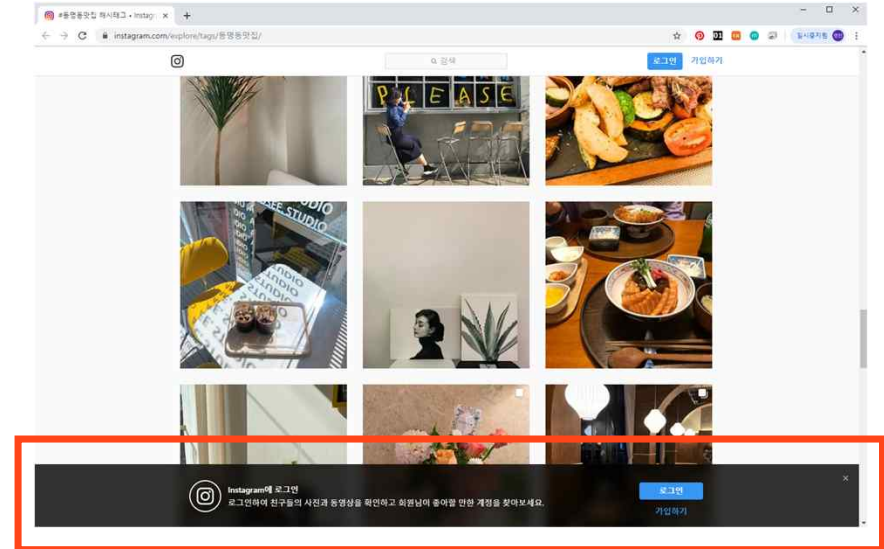 #동명동맛집 해시태그 • Instagr
instagram.com/explore/tags/동명동맛집/
검색
로그인
가입하기
PLEASE
STUDIO
Instagram에 로그인
로그인하여 친구들의 사진과 동영상을 확인하고 회원님이 좋아할 만한 계정을 찾아보세요.
로그인
가입하기